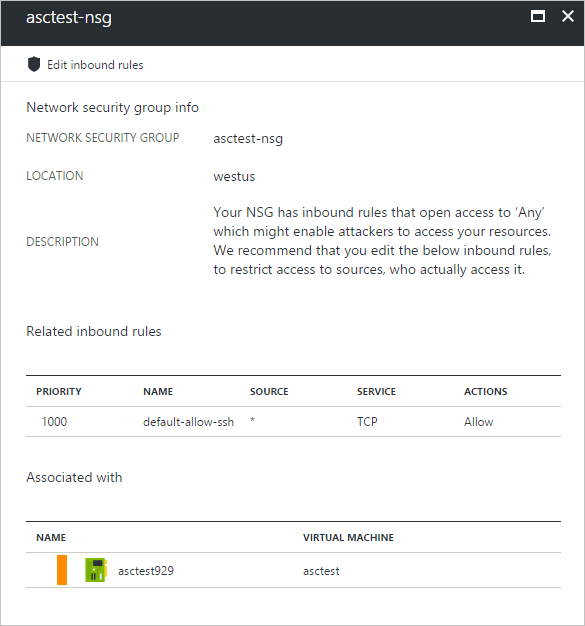 asctest-nsg
Edit inbound rules
Network security group info
NETWORK SECURITY GROUP asctest-nsg
LOCATION westus
DESCRIPTION
Your NSG has inbound rules that open access to ‘Any’
which might enable attackers to access your resources.
We recommend that you edit the below inbound rules,
to restrict access to sources, who actually access it.
Related inbound rules
PRIORITY NAME SOURCE SERVICE ACTIONS
1000 default-allow-ssh * TCP Allow
Associated with
NAME VIRTUAL MACHINE
asctest929 asctest